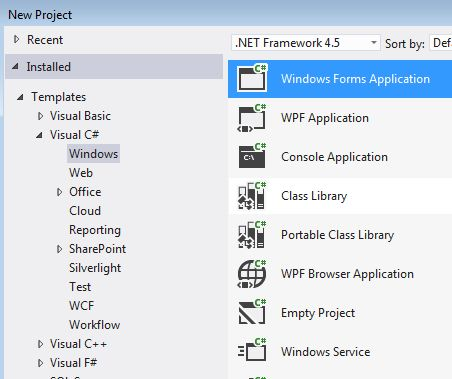 New Project
Recent
Installed
Templates
Visual Basic
Visual C#
Windows
Web
Office
Cloud
Reporting
SharePoint
Silverlight
Test
WCF
Workflow
Visual C++
Visual F#
.NET Framework 4.5 Sort by: Def
C# Windows Forms Application
C# WPF Application
C# C:\ Console Application
C# Class Library
C# Portable Class Library
C# WPF Browser Application
C# Empty Project
C# Windows Service